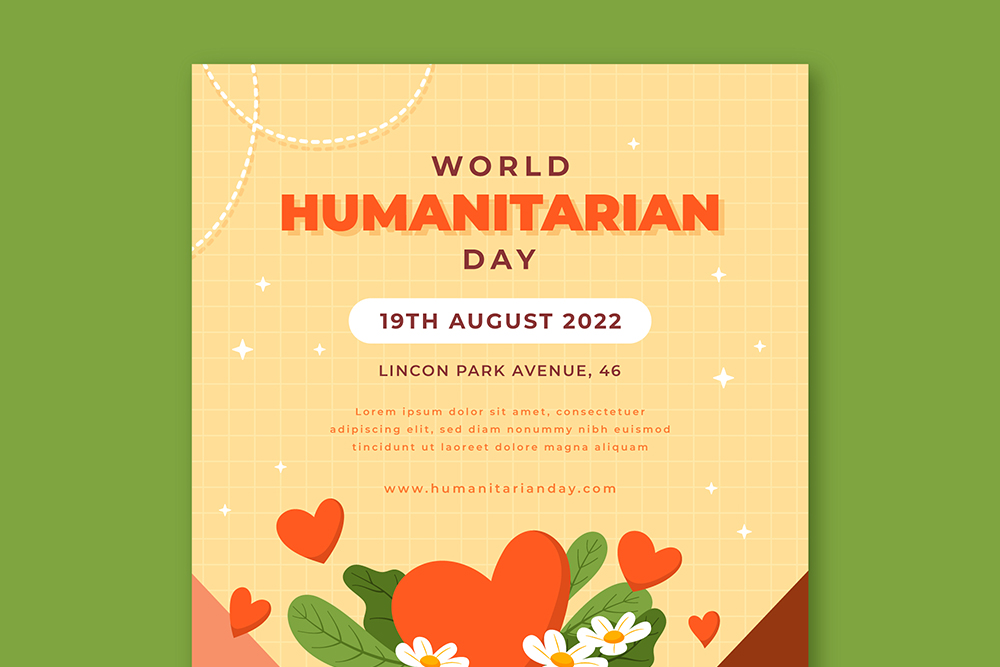 WORLD
HUMANITARIAN
DAY
19TH AUGUST 2022
LINCON PARK AVENUE, 46
Lorem ipsum dolor sit amet, consectetuer
adipiscing elit, sed diam nonummy nibh euismod
tincidunt ut laoreet dolore magna aliquam
www.humanitarianday.com